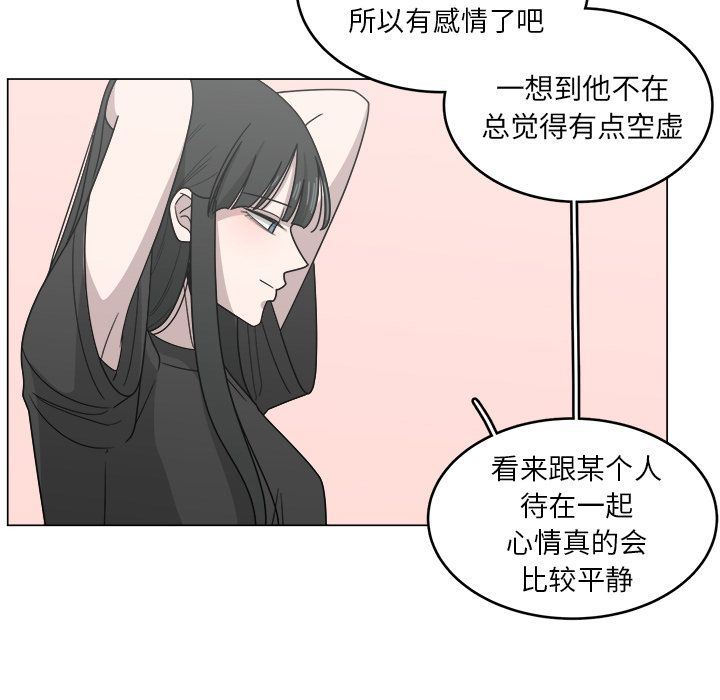 所以有感情了吧
一想到他不在
总觉得有点空虚
看来跟某个人
待在一起
心情真的会
比较平静